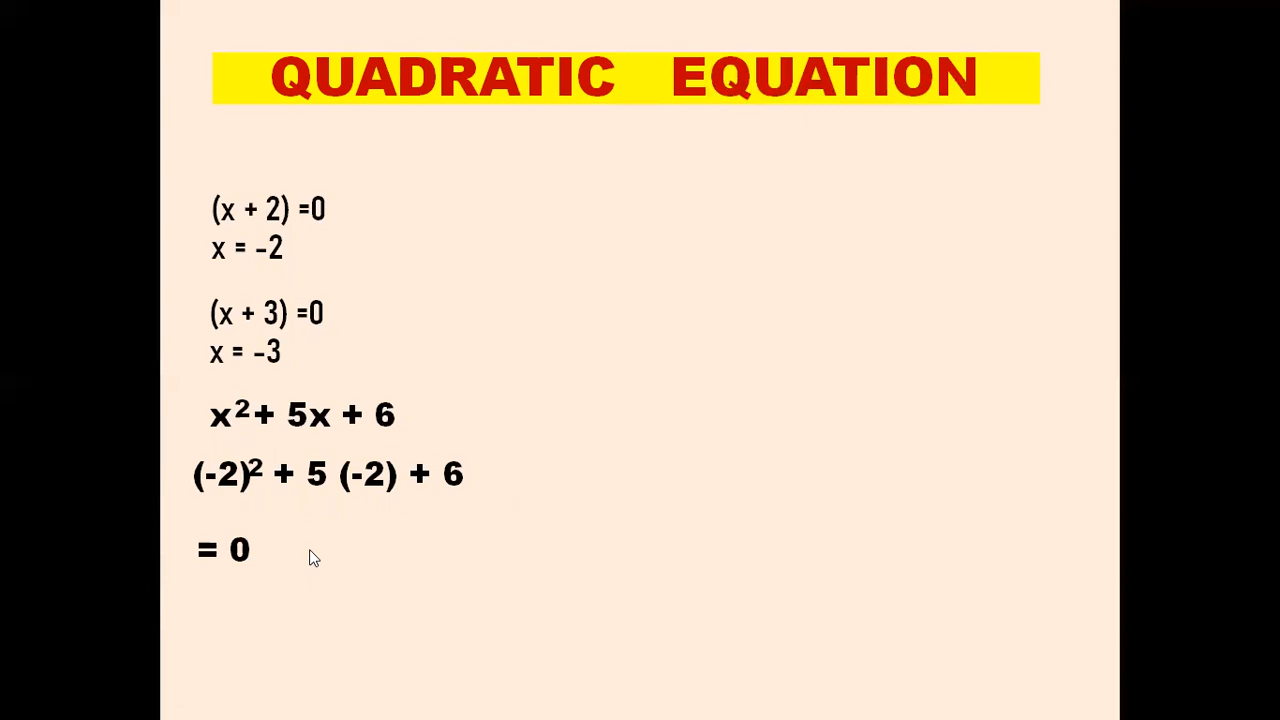 QUADRATIC EQUATION
(x + 2) =0
x = -2
(x + 3) =0
x = -3
x² + 5x + 6
(-2)² + 5 (-2) + 6
= 0